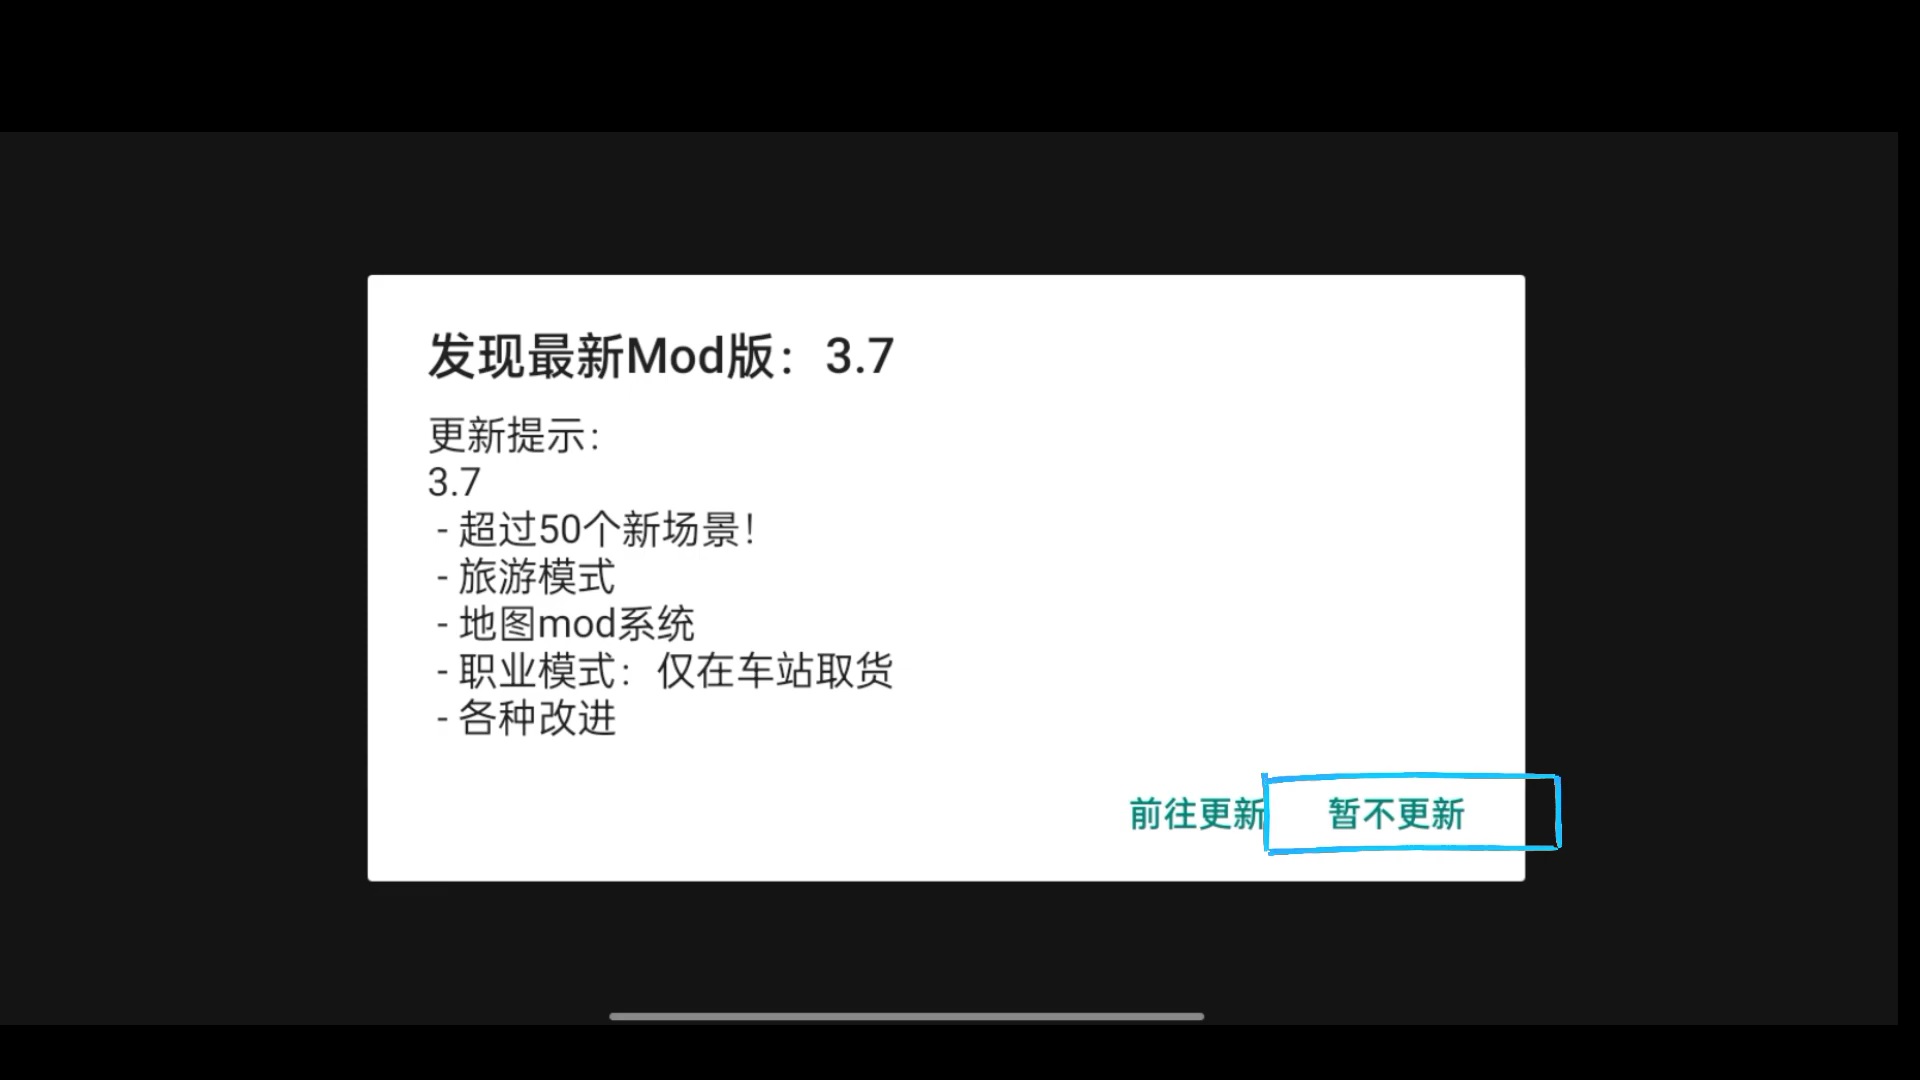 发现最新Mod版：3.7
更新提示：
3.7
- 超过50个新场景！
- 旅游模式
- 地图mod系统
- 职业模式：仅在车站取货
- 各种改进
前往更新 暂不更新